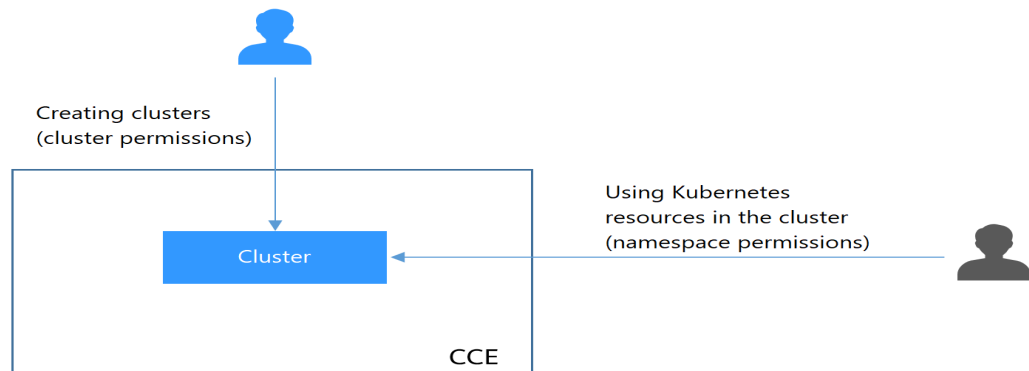 Creating clusters
(cluster permissions)
Using Kubernetes
resources in the cluster
(namespace permissions)
Cluster
CCE